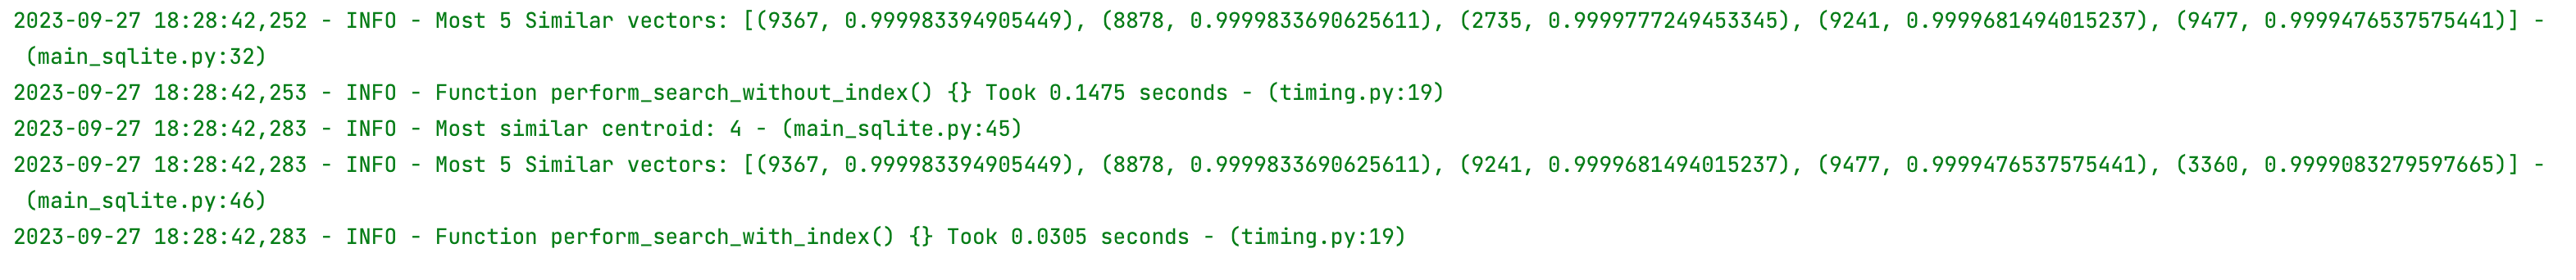 2023-09-27 18:28:42,252 - INFO - Most 5 Similar vectors: [(9367, 0.999983394905449), (8878, 0.9999833690625611), (2735, 0.9999777249453345), (9241, 0.9999681494015237), (9477, 0.9999476537575441)] -
(main_sqlite.py:32)
2023-09-27 18:28:42,253 - INFO - Function perform_search_without_index() {} Took 0.1475 seconds - (timing.py:19)
2023-09-27 18:28:42,283 - INFO - Most similar centroid: 4 - (main_sqlite.py:45)
2023-09-27 18:28:42,283 - INFO - Most 5 Similar vectors: [(9367, 0.999983394905449), (8878, 0.9999833690625611), (9241, 0.9999681494015237), (9477, 0.9999476537575441), (3360, 0.9999083279597665)] -
(main_sqlite.py:46)
2023-09-27 18:28:42,283 - INFO - Function perform_search_with_index() {} Took 0.0305 seconds - (timing.py:19)